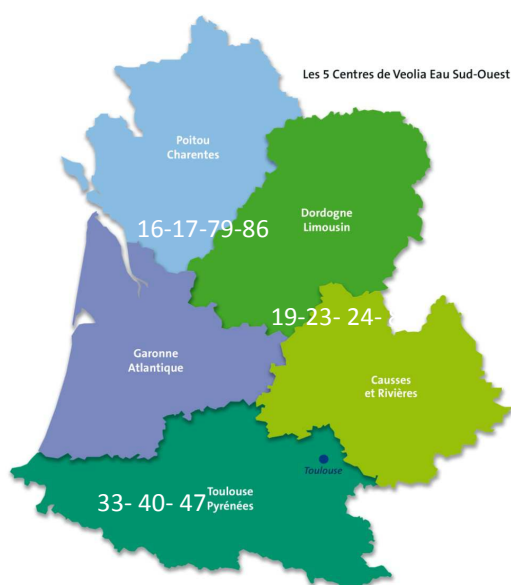 Les 5 Centres de Veolia Eau Sud-Ouest
Poitou
Charentes
16-17-79-86
Dordogne
Limousin
19-23- 24-
Garonne
Atlantique
Causses
et Rivières
Toulouse
33- 40- 47
Toulouse
Pyrénées